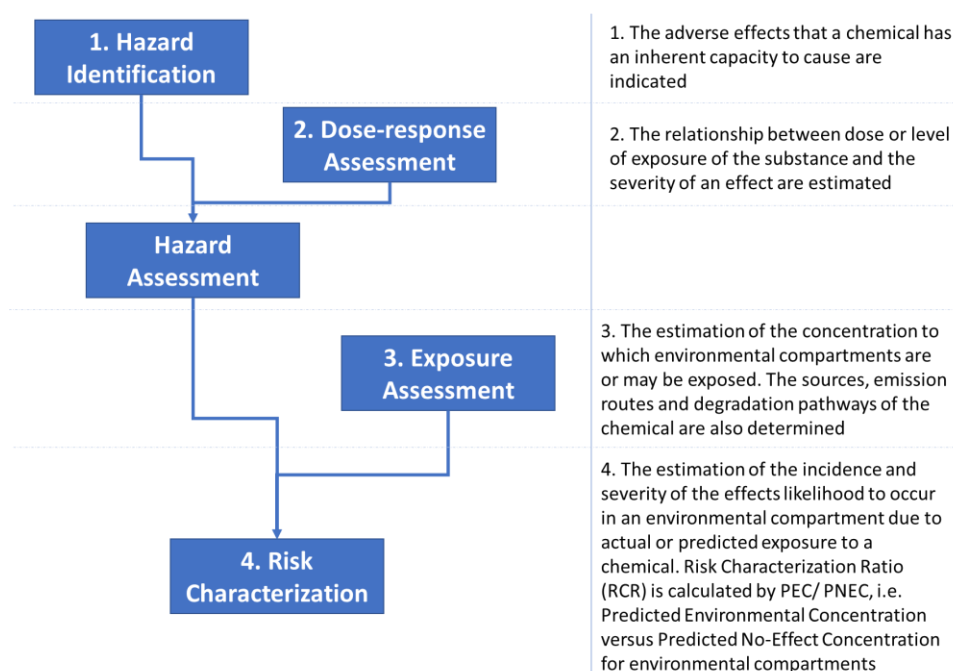 1. Hazard
Identification
1. The adverse effects that a chemical has
an inherent capacity to cause are
indicated
2. Dose-response
Assessment
2. The relationship between dose or level
of exposure of the substance and the
severity of an effect are estimated
Hazard
Assessment
3. Exposure
Assessment
3. The estimation of the concentration to
which environmental compartments are
or may be exposed. The sources, emission
routes and degradation pathways of the
chemical are also determined
4. Risk
Characterization
4. The estimation of the incidence and
severity of the effects likelihood to occur
in an environmental compartment due to
actual or predicted exposure to a
chemical. Risk Characterization Ratio
(RCR) is calculated by PEC/ PNEC, i.e.
Predicted Environmental Concentration
versus Predicted No-Effect Concentration
for environmental compartments